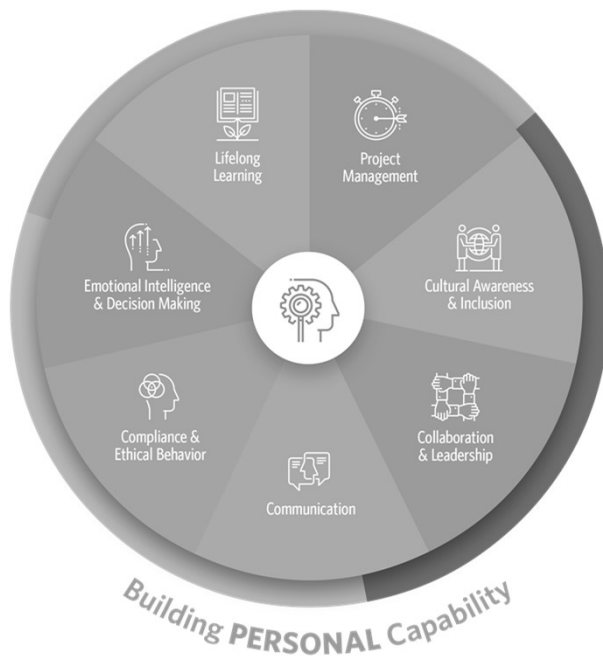 Lifelong
Learning
Project
Management
Emotional Intelligence
& Decision Making
Cultural Awareness
& Inclusion
Compliance &
Ethical Behavior
Collaboration
& Leadership
Communication
Building PERSONAL Capability